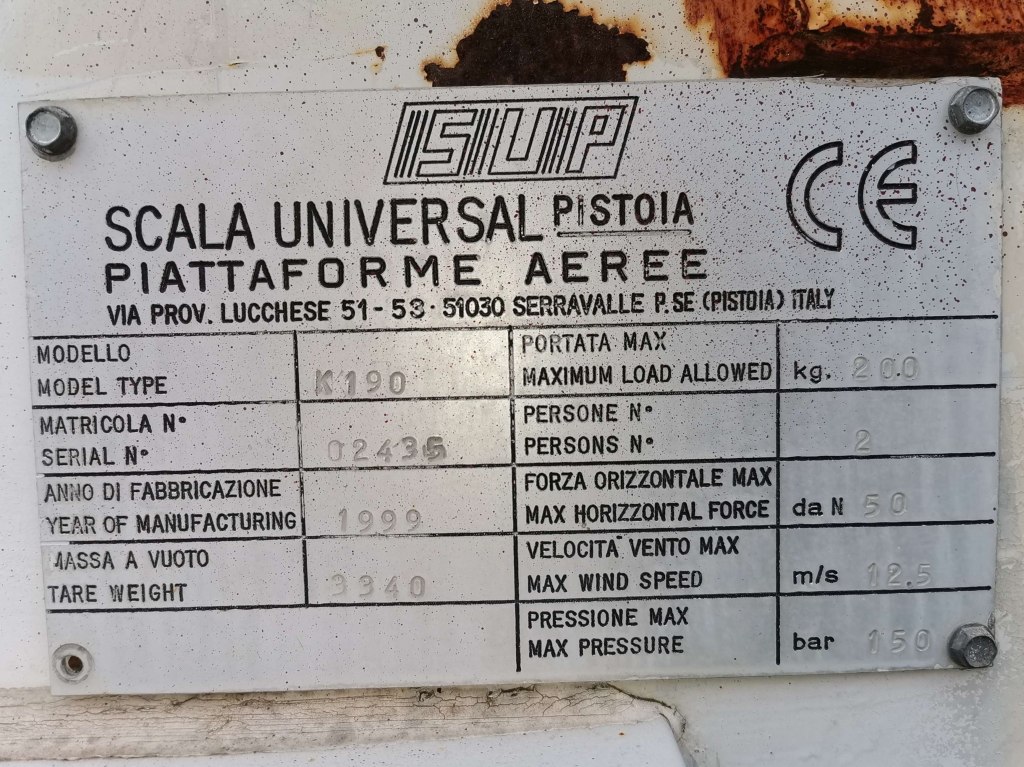 SUP
CE
SCALA UNIVERSAL PISTOIA
PIATTAFORME AEREE
VIA PROV. LUCCHESE 51-53·51030 SERRAVALLE P.SE (PISTOIA) ITALY
MODELLO
MODEL TYPE K190
MATRICOLA N°
SERIAL N° 02435
ANNO DI FABBRICAZIONE
YEAR OF MANUFACTURING 1999
MASSA A VUOTO
TARE WEIGHT 3340
PORTATA MAX
MAXIMUM LOAD ALLOWED kg. 200
PERSONE N°
PERSONS N° 2
FORZA ORIZZONTALE MAX
MAX HORIZZONTAL FORCE daN 50
VELOCITA' VENTO MAX
MAX WIND SPEED m/s 12.5
PRESSIONE MAX
MAX PRESSURE bar 150